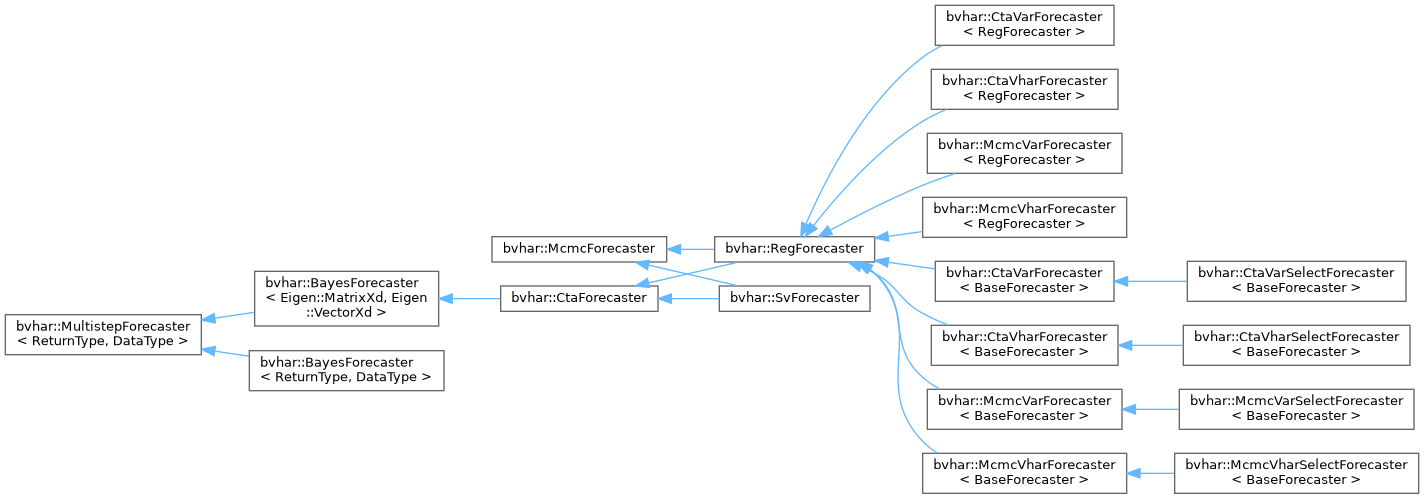 bvhar::MultistepForecaster
< ReturnType, DataType >
bvhar::BayesForecaster
< Eigen::MatrixXd, Eigen
::VectorXd >
bvhar::BayesForecaster
< ReturnType, DataType >
bvhar::McmcForecaster
bvhar::CtaForecaster
bvhar::RegForecaster
bvhar::SvForecaster
bvhar::CtaVarForecaster
< RegForecaster >
bvhar::CtaVharForecaster
< RegForecaster >
bvhar::McmcVarForecaster
< RegForecaster >
bvhar::McmcVharForecaster
< RegForecaster >
bvhar::CtaVarForecaster
< BaseForecaster >
bvhar::CtaVharForecaster
< BaseForecaster >
bvhar::McmcVarForecaster
< BaseForecaster >
bvhar::McmcVharForecaster
< BaseForecaster >
bvhar::CtaVarSelectForecaster
< BaseForecaster >
bvhar::CtaVharSelectForecaster
< BaseForecaster >
bvhar::McmcVarSelectForecaster
< BaseForecaster >
bvhar::McmcVharSelectForecaster
< BaseForecaster >